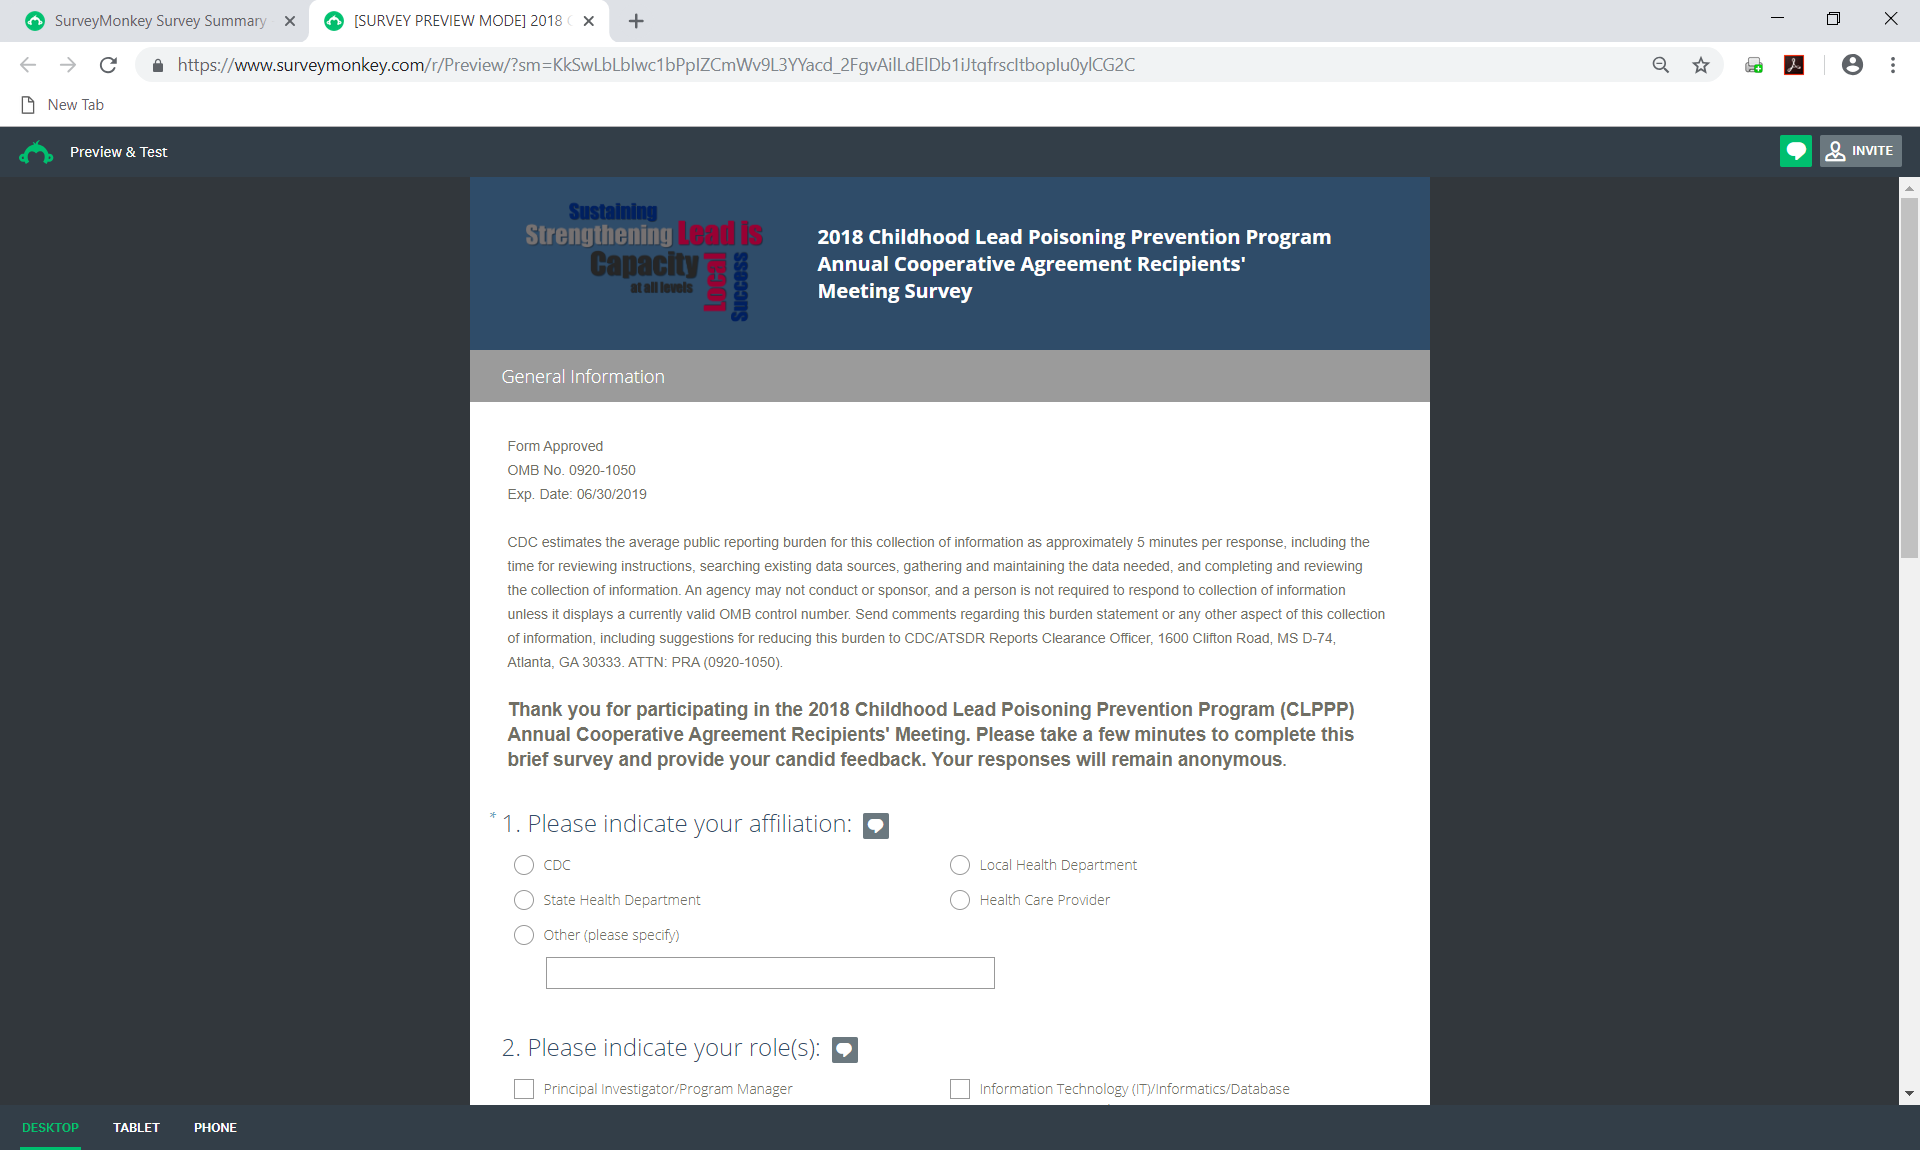 SurveyMonkey Survey Summary
[SURVEY PREVIEW MODE] 2018
https://www.surveymonkey.com/r/Preview/?sm=KkSwLbLbIwc1bPpIZCmWv9L3YYacd_2FgvAilLdElDb1iJtqfrscItbopIu0ylCG2C
New Tab
Preview & Test
INVITE
Sustaining
Strengthening Lead is
Capacity
at all levels
Local
Success
2018 Childhood Lead Poisoning Prevention Program
Annual Cooperative Agreement Recipients'
Meeting Survey
General Information
Form Approved
OMB No. 0920-1050
Exp. Date: 06/30/2019
CDC estimates the average public reporting burden for this collection of information as approximately 5 minutes per response, including the
time for reviewing instructions, searching existing data sources, gathering and maintaining the data needed, and completing and reviewing
the collection of information. An agency may not conduct or sponsor, and a person is not required to respond to collection of information
unless it displays a currently valid OMB control number. Send comments regarding this burden statement or any other aspect of this collection
of information, including suggestions for reducing this burden to CDC/ATSDR Reports Clearance Officer, 1600 Clifton Road, MS D-74,
Atlanta, GA 30333. ATTN: PRA (0920-1050).
Thank you for participating in the 2018 Childhood Lead Poisoning Prevention Program (CLPPP)
Annual Cooperative Agreement Recipients' Meeting. Please take a few minutes to complete this
brief survey and provide your candid feedback. Your responses will remain anonymous.
* 1. Please indicate your affiliation:
CDC
Local Health Department
State Health Department
Health Care Provider
Other (please specify)
2. Please indicate your role(s):
Principal Investigator/Program Manager
Information Technology (IT)/Informatics/Database
DESKTOP
TABLET
PHONE